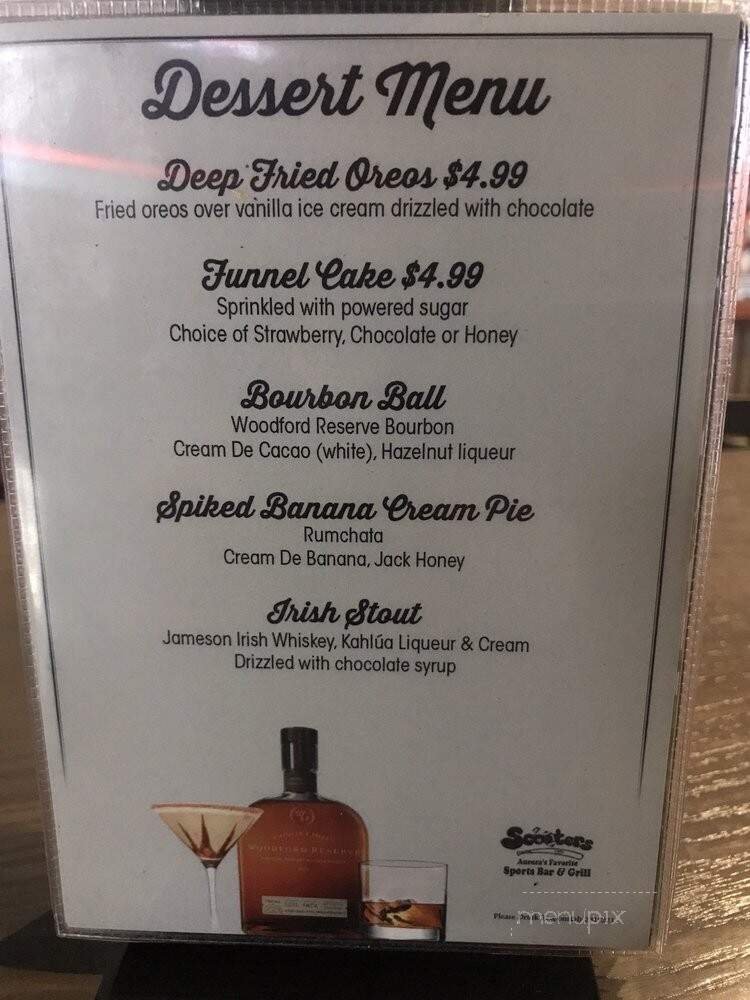 Dessert Menu
Deep Fried Oreos $4.99
Fried oreos over vanilla ice cream drizzled with chocolate
Funnel Cake $4.99
Sprinkled with powered sugar
Choice of Strawberry, Chocolate or Honey
Bourbon Ball
Woodford Reserve Bourbon
Cream De Cacao (white), Hazelnut liqueur
Spiked Banana Cream Pie
Rumchata
Cream De Banana, Jack Honey
Irish Stout
Jameson Irish Whiskey, Kahlúa Liqueur & Cream
Drizzled with chocolate syrup
WOODFORD RESERVE
Scooters
Aurora's Favorite
Sports Bar & Grill
Please
menupix